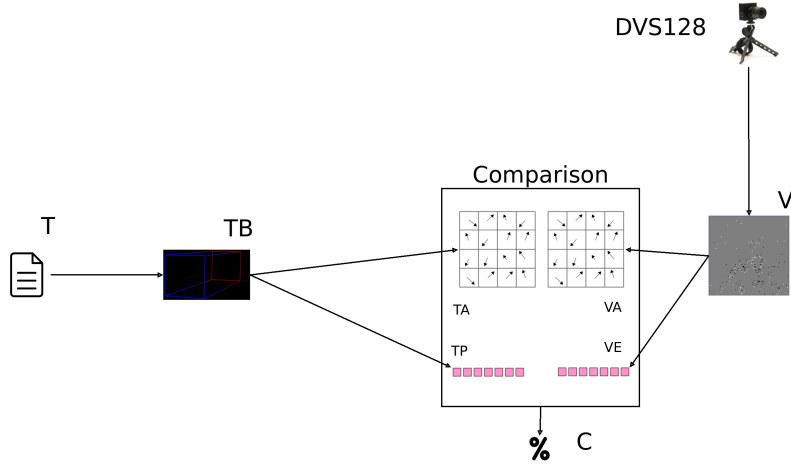 DVS128
Comparison
V
T
TB
TA
VA
TP
VE
%
C